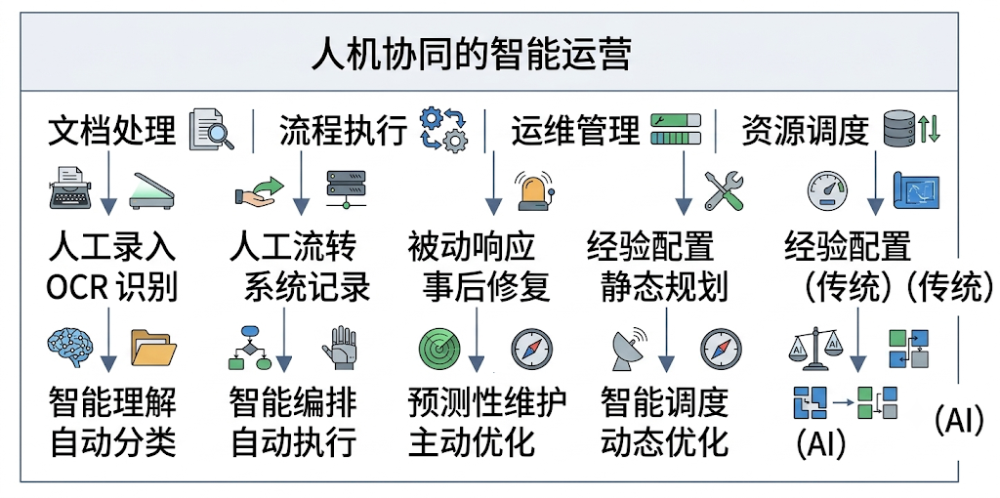 人机协同的智能运营
文档处理
流程执行
运维管理
资源调度
人工录入
OCR 识别
人工流转
系统记录
被动响应
事后修复
经验配置
静态规划
经验配置
（传统）（传统）
智能理解
自动分类
智能编排
自动执行
预测性维护
主动优化
智能调度
动态优化
AI
AI
（AI）
（AI）